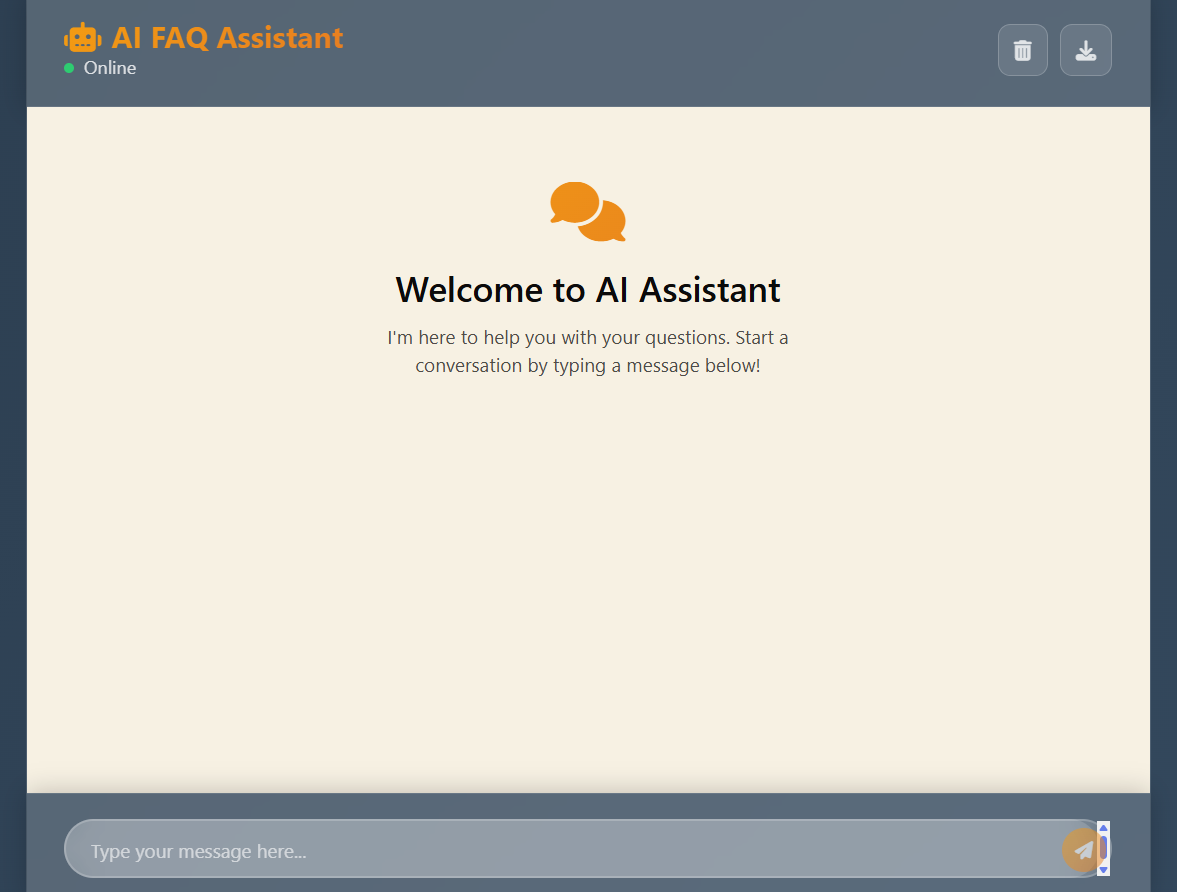 AI FAQ Assistant
Online
Welcome to AI Assistant
I'm here to help you with your questions. Start a
conversation by typing a message below!
Type your message here...